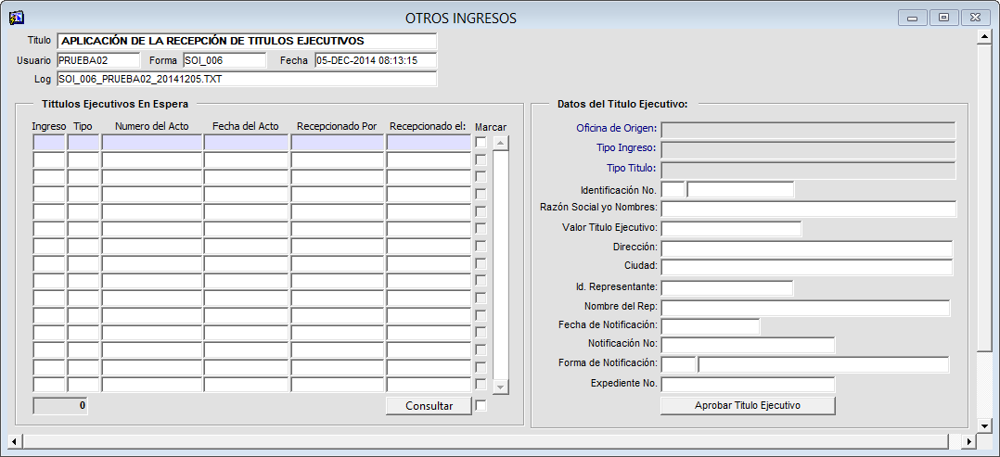 OTROS INGRESOS
Titulo APLICACIÓN DE LA RECEPCIÓN DE TITULOS EJECUTIVOS
Usuario PRUEBA02 Forma SOI_006 Fecha 05-DEC-2014 08:13:15
Log SOI_006_PRUEBA02_20141205.TXT
Tittulos Ejecutivos En Espera
Ingreso Tipo Numero del Acto Fecha del Acto Recepcionado Por Recepcionado el: Marcar
0
Consultar
Datos del Titulo Ejecutivo:
Oficina de Origen:
Tipo Ingreso:
Tipo Titulo:
Identificación No.
Razón Social yo Nombres:
Valor Titulo Ejecutivo:
Dirección:
Ciudad:
Id. Representante:
Nombre del Rep:
Fecha de Notificación:
Notificación No:
Forma de Notificación:
Expediente No.
Aprobar Titulo Ejecutivo